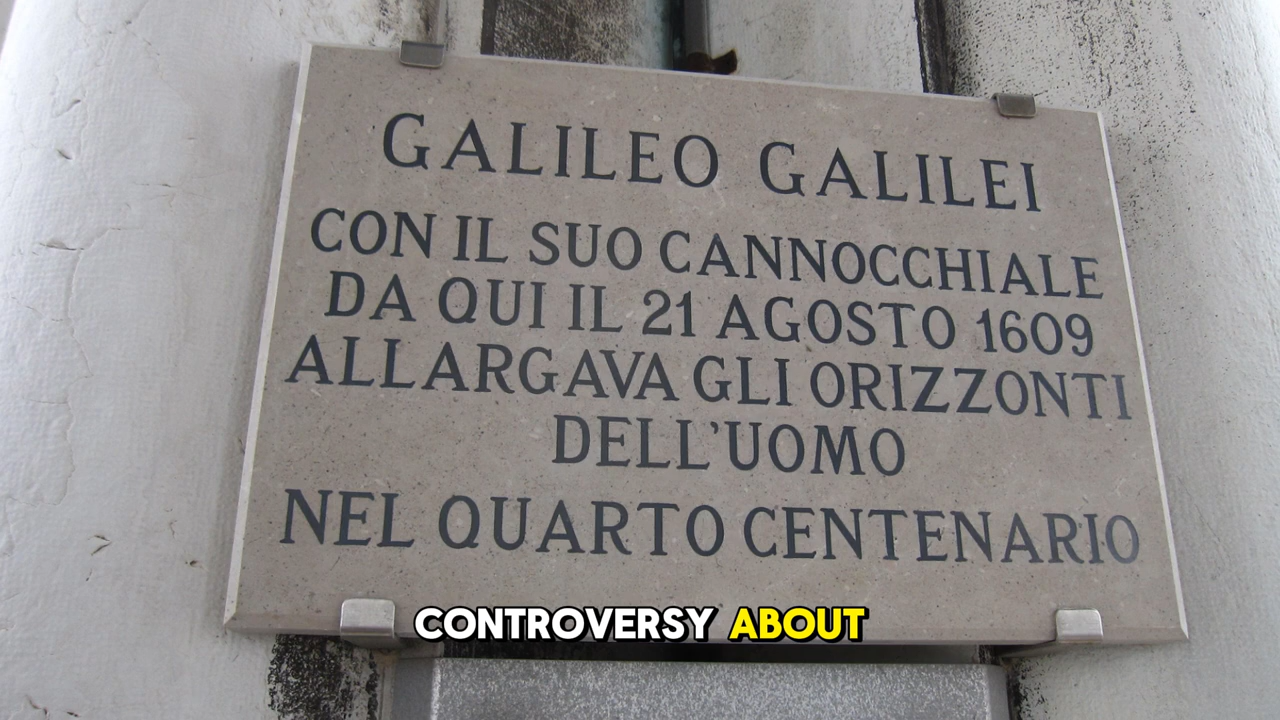 GALILEO GALILEI
CON IL SUO CANNOCCHIALE
DA QUI IL 21 AGOSTO 1609
ALLARGAVA GLI ORIZZONTI
DELL'UOMO
NEL QUARTO CENTENARIO
CONTROVERSY ABOUT